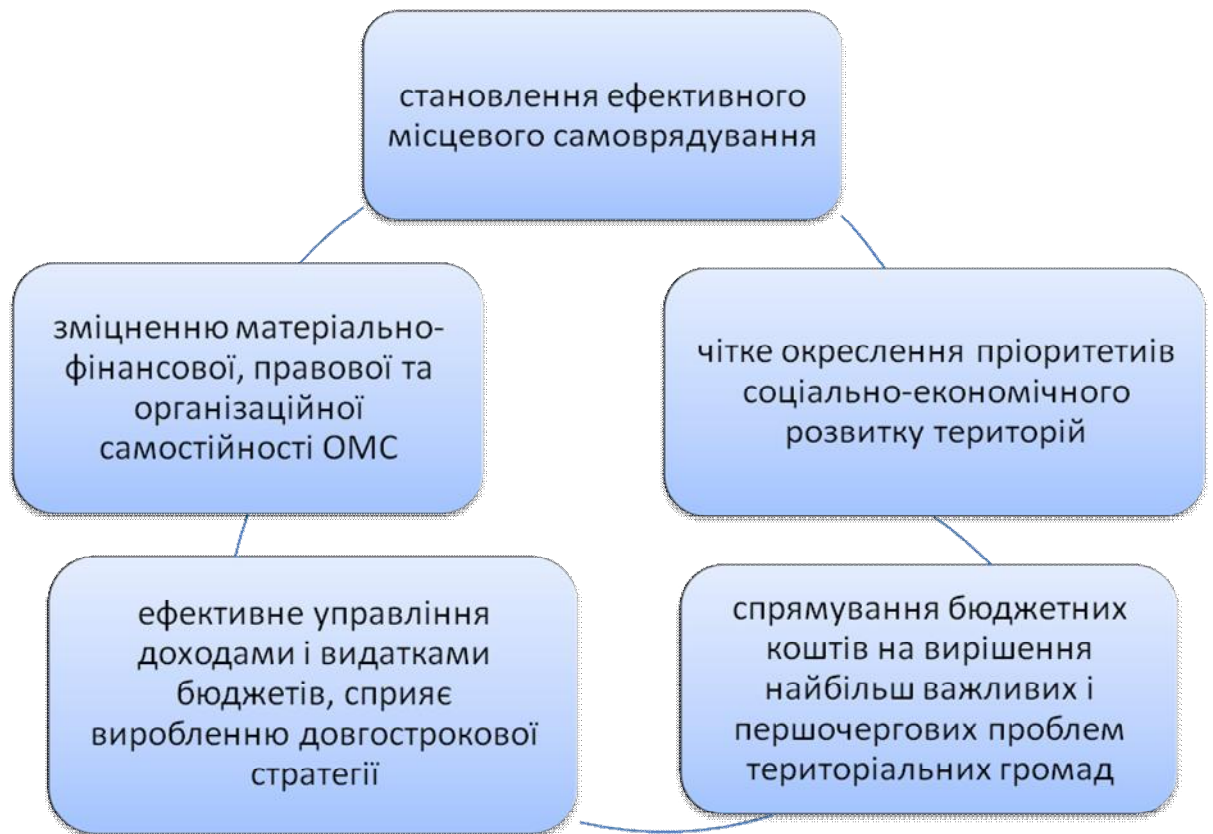 становлення ефективного
місцевого самоврядування
зміцненню матеріально-
фінансової, правової та
організаційної
самостійності ОМС
чітке окреслення пріоритетиів
соціально-економічного
розвитку територій
ефективне управління
доходами і видатками
бюджетів, сприяє
виробленню довгострокової
стратегії
спрямування бюджетних
коштів на вирішення
найбільш важливих і
першочергових проблем
територіальних громад